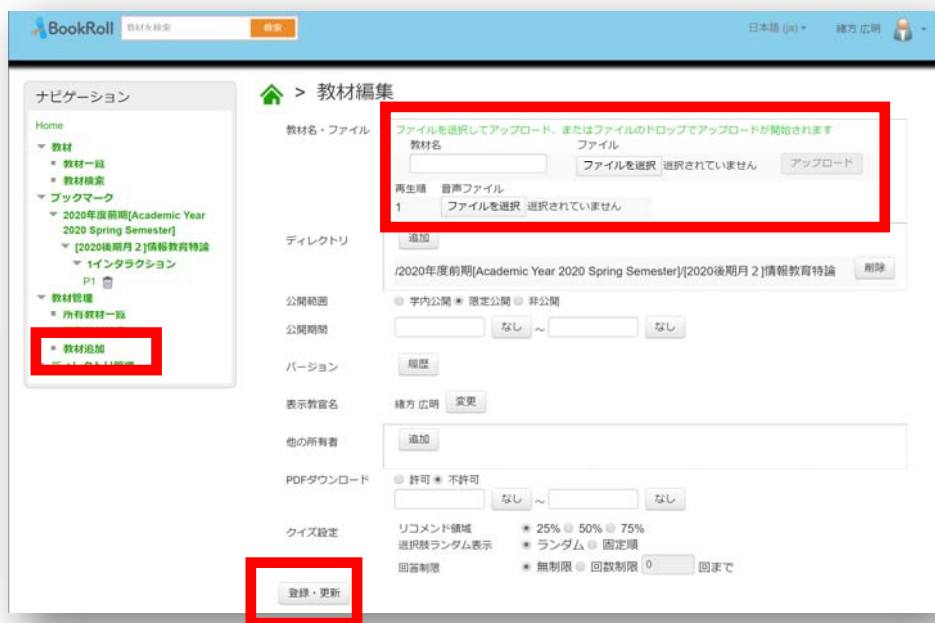 BookRoll 教材を検索 検索 日本語 (ja) 緒方 広明
ナビゲーション
Home
教材
教材一覧
教材検索
ブックマーク
2020年度前期[Academic Year
2020 Spring Semester]
[2020後期月２]情報教育特論
1インタラクション
P1
教材管理
所有教材一覧
教材追加
> 教材編集
教材名・ファイル
ファイルを選択してアップロード、またはファイルのドロップでアップロードが開始されます
教材名 ファイル
ファイルを選択 選択されていません アップロード
再生順 音声ファイル
1 ファイルを選択 選択されていません
ディレクトリ 追加
/2020年度前期[Academic Year 2020 Spring Semester]/[2020後期月２]情報教育特論 削除
公開範囲 学内公開 限定公開 非公開
公開期間 なし ～ なし
バージョン 履歴
表示教官名 緒方 広明 変更
他の所有者 追加
PDFダウンロード 許可 不許可
なし ～ なし
クイズ設定 リコメンド領域 25% 50% 75%
選択肢ランダム表示 ランダム 固定順
回答制限 無制限 回数制限 0 回まで
登録・更新